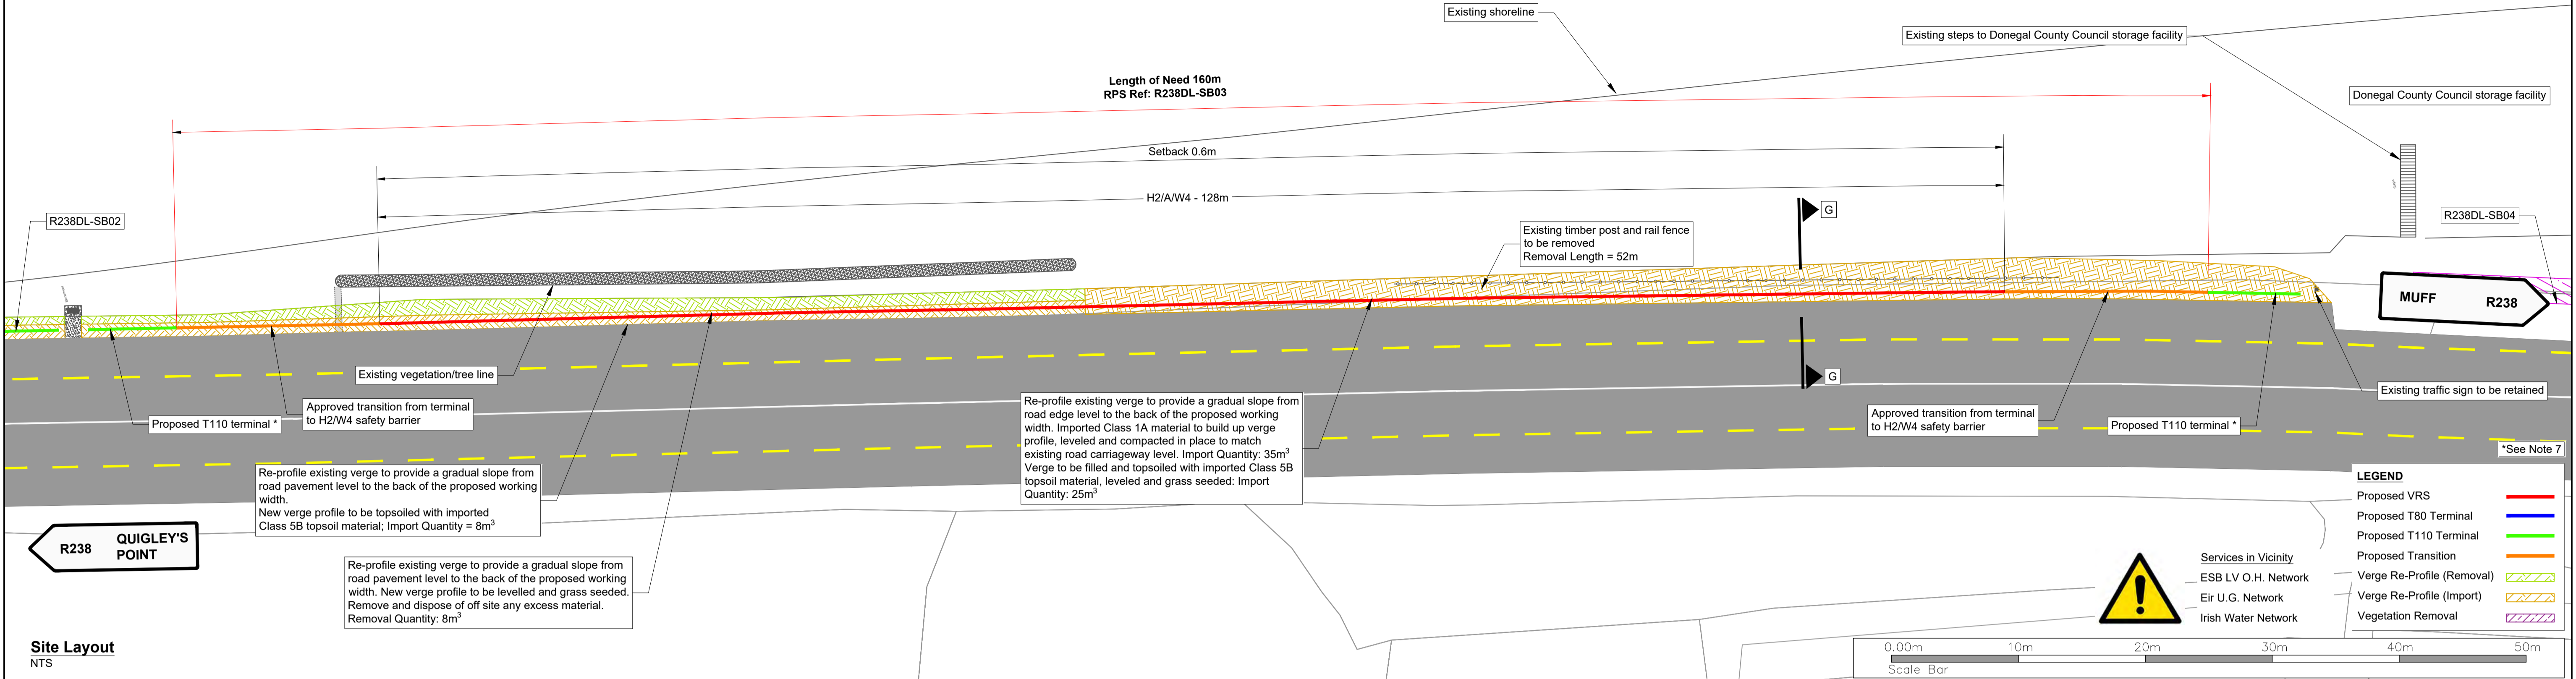 Existing shoreline
Existing steps to Donegal County Council storage facility
Length of Need 160m
RPS Ref: R238DL-SB03
Donegal County Council storage facility
Setback 0.6m
H2/A/W4 - 128m
R238DL-SB02
G
R238DL-SB04
Existing timber post and rail fence
to be removed
Removal Length = 52m
MUFF R238
Existing vegetation/tree line
G
Existing traffic sign to be retained
Proposed T110 terminal *
Approved transition from terminal
to H2/W4 safety barrier
Re-profile existing verge to provide a gradual slope from
road edge level to the back of the proposed working
width. Imported Class 1A material to build up verge
profile, leveled and compacted in place to match
existing road carriageway level. Import Quantity: 35m³
Verge to be filled and topsoiled with imported Class 5B
topsoil material, leveled and grass seeded: Import
Quantity: 25m³
Approved transition from terminal
to H2/W4 safety barrier
Proposed T110 terminal *
*See Note 7
Re-profile existing verge to provide a gradual slope from
road pavement level to the back of the proposed working
width.
New verge profile to be topsoiled with imported
Class 5B topsoil material; Import Quantity = 8m³
R238 QUIGLEY'S
POINT
Re-profile existing verge to provide a gradual slope from
road pavement level to the back of the proposed working
width. New verge profile to be levelled and grass seeded.
Remove and dispose of off site any excess material.
Removal Quantity: 8m³
LEGEND
Proposed VRS
Proposed T80 Terminal
Proposed T110 Terminal
Proposed Transition
Verge Re-Profile (Removal)
Verge Re-Profile (Import)
Vegetation Removal
Services in Vicinity
ESB LV O.H. Network
Eir U.G. Network
Irish Water Network
Site Layout
NTS
0.00m 10m 20m 30m 40m 50m
Scale Bar